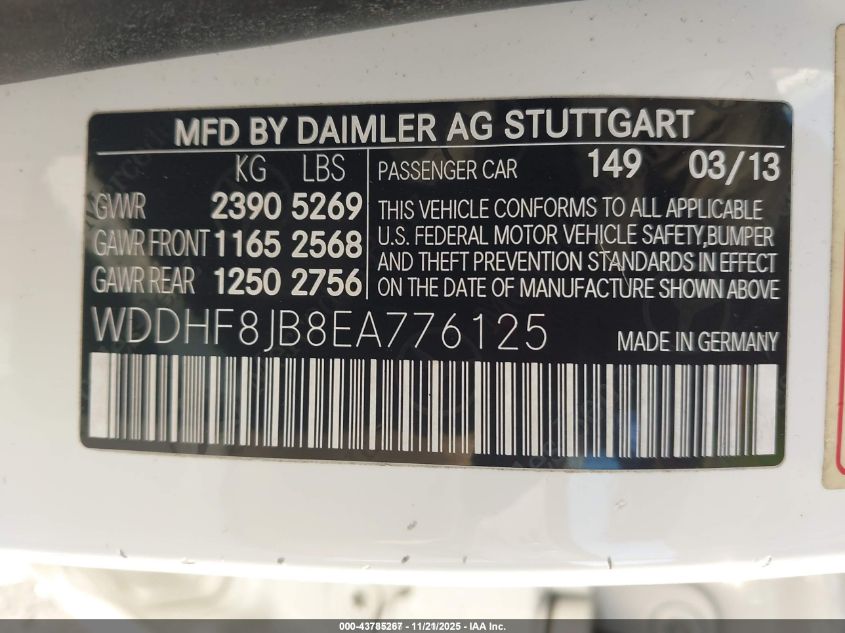 MFD BY DAIMLER AG STUTTGART
KG LBS
GVWR 2390 5269
GAWR FRONT 1165 2568
GAWR REAR 1250 2756
PASSENGER CAR 149 03/13
THIS VEHICLE CONFORMS TO ALL APPLICABLE
U.S. FEDERAL MOTOR VEHICLE SAFETY,BUMPER
AND THEFT PREVENTION STANDARDS IN EFFECT
ON THE DATE OF MANUFACTURE SHOWN ABOVE
WDDHF8JB8EA776125
MADE IN GERMANY
000-43785267 - 11/21/2025 - IAA Inc.